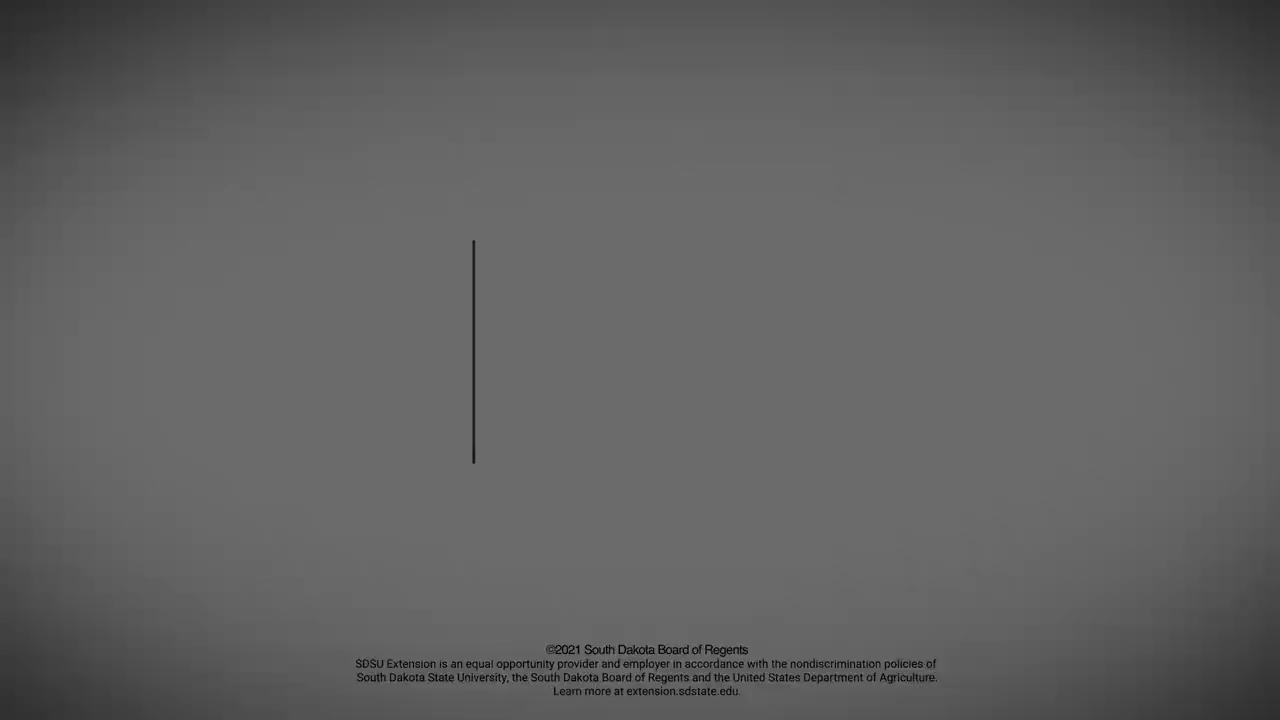 ©2021 South Dakota Board of Regents
SDSU Extension is an equal opportunity provider and employer in accordance with the nondiscrimination policies of
South Dakota State University, the South Dakota Board of Regents and the United States Department of Agriculture.
Learn more at extension.sdstate.edu.